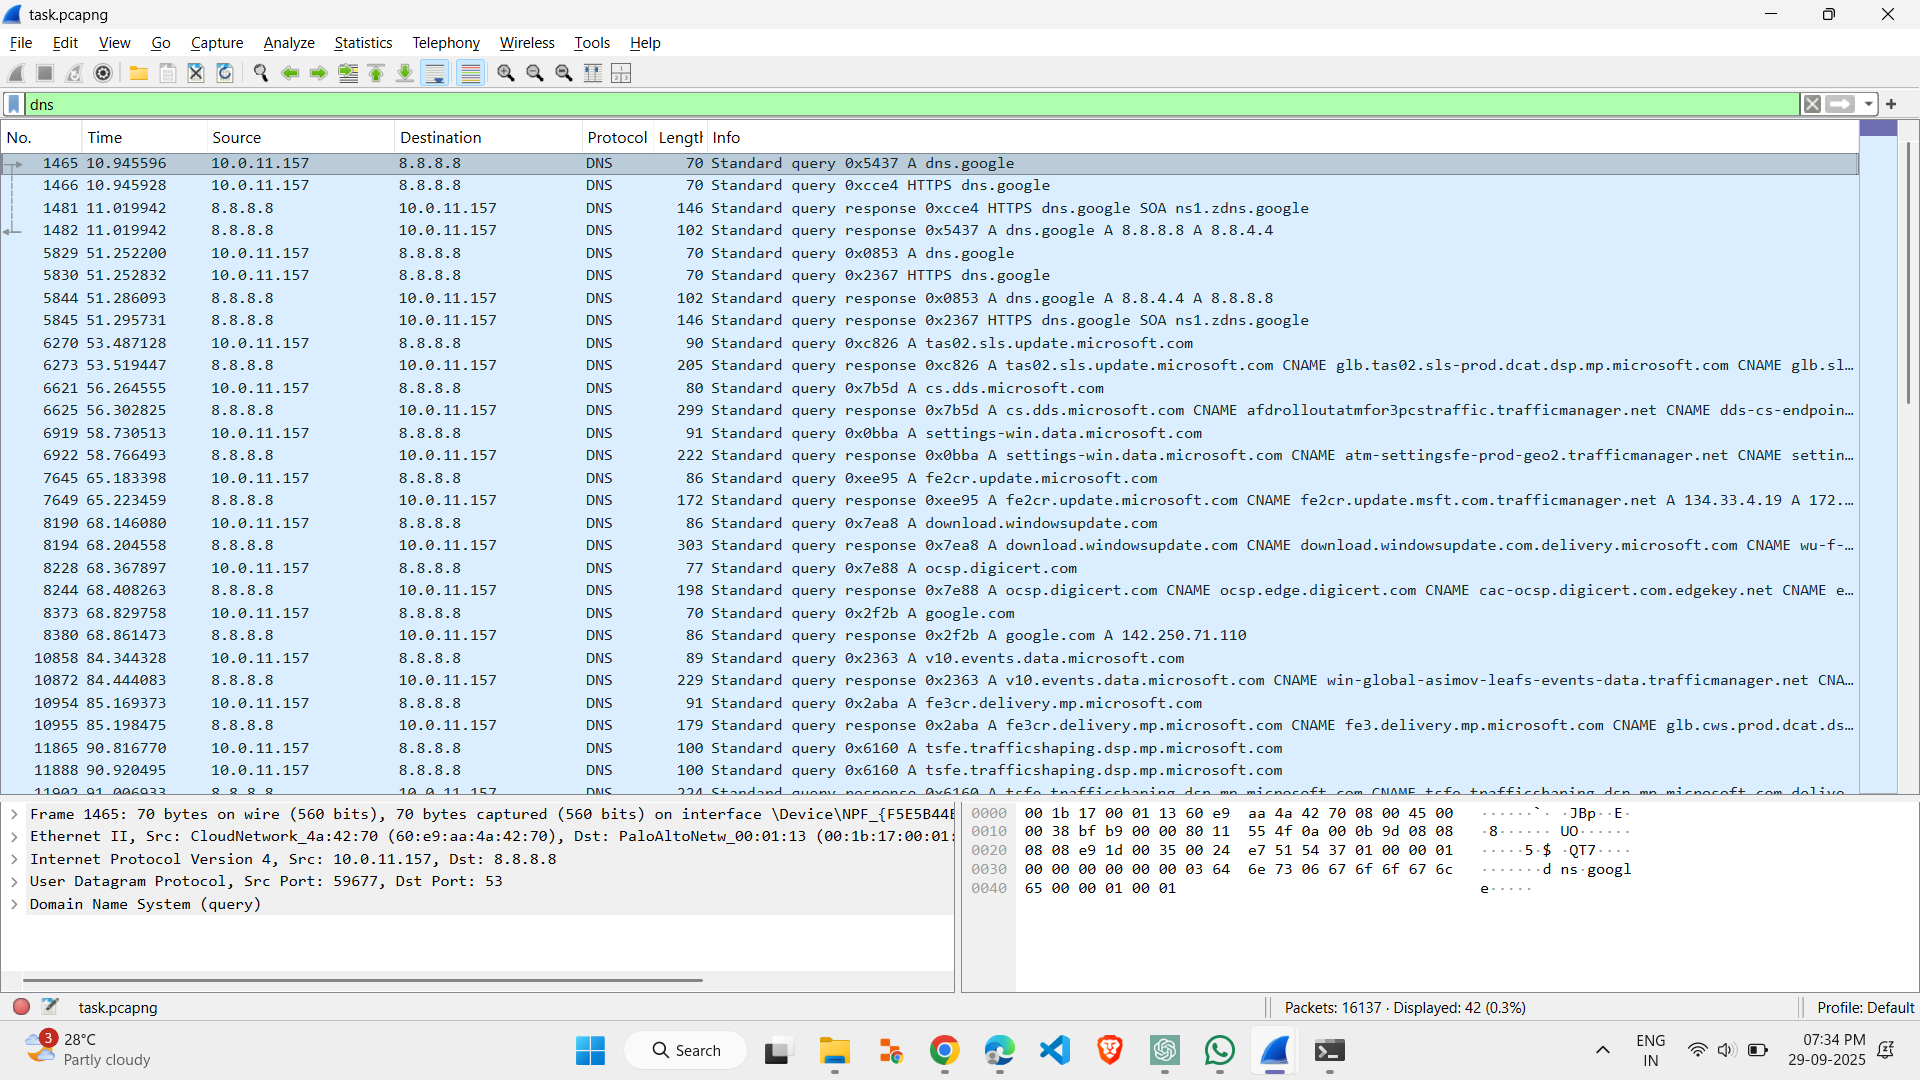 task.pcapng
File Edit View Go Capture Analyze Statistics Telephony Wireless Tools Help
dns
No. Time Source Destination Protocol Length Info
1465 10.945596 10.0.11.157 8.8.8.8 DNS 70 Standard query 0x5437 A dns.google
1466 10.945928 10.0.11.157 8.8.8.8 DNS 70 Standard query 0xcce4 HTTPS dns.google
1481 11.019942 8.8.8.8 10.0.11.157 DNS 146 Standard query response 0xcce4 HTTPS dns.google SOA ns1.zdns.google
1482 11.019942 8.8.8.8 10.0.11.157 DNS 102 Standard query response 0x5437 A dns.google A 8.8.8.8 A 8.8.4.4
5829 51.252200 10.0.11.157 8.8.8.8 DNS 70 Standard query 0x0853 A dns.google
5830 51.252832 10.0.11.157 8.8.8.8 DNS 70 Standard query 0x2367 HTTPS dns.google
5844 51.286093 8.8.8.8 10.0.11.157 DNS 102 Standard query response 0x0853 A dns.google A 8.8.4.4 A 8.8.8.8
5845 51.295731 8.8.8.8 10.0.11.157 DNS 146 Standard query response 0x2367 HTTPS dns.google SOA ns1.zdns.google
6270 53.487128 10.0.11.157 8.8.8.8 DNS 90 Standard query 0xc826 A tas02.sls.update.microsoft.com
6273 53.519447 8.8.8.8 10.0.11.157 DNS 205 Standard query response 0xc826 A tas02.sls.update.microsoft.com CNAME glb.tas02.sls-prod.dcat.dsp.mp.microsoft.com CNAME glb.sl…
6621 56.264555 10.0.11.157 8.8.8.8 DNS 80 Standard query 0x7b5d A cs.dds.microsoft.com
6625 56.302825 8.8.8.8 10.0.11.157 DNS 299 Standard query response 0x7b5d A cs.dds.microsoft.com CNAME afdrolloutatmfor3pcstraffic.trafficmanager.net CNAME dds-cs-endpoin…
6919 58.730513 10.0.11.157 8.8.8.8 DNS 91 Standard query 0x0bba A settings-win.data.microsoft.com
6922 58.766493 8.8.8.8 10.0.11.157 DNS 222 Standard query response 0x0bba A settings-win.data.microsoft.com CNAME atm-settingsfe-prod-geo2.trafficmanager.net CNAME settin…
7645 65.183398 10.0.11.157 8.8.8.8 DNS 86 Standard query 0xee95 A fe2cr.update.microsoft.com
7649 65.223459 8.8.8.8 10.0.11.157 DNS 172 Standard query response 0xee95 A fe2cr.update.microsoft.com CNAME fe2cr.update.msft.com.trafficmanager.net A 134.33.4.19 A 172.…
8190 68.146080 10.0.11.157 8.8.8.8 DNS 86 Standard query 0x7ea8 A download.windowsupdate.com
8194 68.204558 8.8.8.8 10.0.11.157 DNS 303 Standard query response 0x7ea8 A download.windowsupdate.com CNAME download.windowsupdate.com.delivery.microsoft.com CNAME wu-f-…
8228 68.367897 10.0.11.157 8.8.8.8 DNS 77 Standard query 0x7e88 A ocsp.digicert.com
8244 68.408263 8.8.8.8 10.0.11.157 DNS 198 Standard query response 0x7e88 A ocsp.digicert.com CNAME ocsp.edge.digicert.com CNAME cac-ocsp.digicert.com.edgekey.net CNAME e…
8373 68.829758 10.0.11.157 8.8.8.8 DNS 70 Standard query 0x2f2b A google.com
8380 68.861473 8.8.8.8 10.0.11.157 DNS 86 Standard query response 0x2f2b A google.com A 142.250.71.110
10858 84.344328 10.0.11.157 8.8.8.8 DNS 89 Standard query 0x2363 A v10.events.data.microsoft.com
10872 84.444083 8.8.8.8 10.0.11.157 DNS 229 Standard query response 0x2363 A v10.events.data.microsoft.com CNAME win-global-asimov-leafs-events-data.trafficmanager.net CNA…
10954 85.169373 10.0.11.157 8.8.8.8 DNS 91 Standard query 0x2aba A fe3cr.delivery.mp.microsoft.com
10955 85.198475 8.8.8.8 10.0.11.157 DNS 179 Standard query response 0x2aba A fe3cr.delivery.mp.microsoft.com CNAME fe3.delivery.mp.microsoft.com CNAME glb.cws.prod.dcat.ds…
11865 90.816770 10.0.11.157 8.8.8.8 DNS 100 Standard query 0x6160 A tsfe.trafficshaping.dsp.mp.microsoft.com
11888 90.920495 10.0.11.157 8.8.8.8 DNS 100 Standard query 0x6160 A tsfe.trafficshaping.dsp.mp.microsoft.com
11902 91.006933 8.8.8.8 10.0.11.157 DNS 224 Standard query response 0x6160 A tsfe.trafficshaping.dsp.mp.microsoft.com CNAME tsfe.trafficshaping.dsp.mp.microsoft.com.delive…
Frame 1465: 70 bytes on wire (560 bits), 70 bytes captured (560 bits) on interface \Device\NPF_{F5E5B44E
Ethernet II, Src: CloudNetwork_4a:42:70 (60:e9:aa:4a:42:70), Dst: PaloAltoNetw_00:01:13 (00:1b:17:00:01:
Internet Protocol Version 4, Src: 10.0.11.157, Dst: 8.8.8.8
User Datagram Protocol, Src Port: 59677, Dst Port: 53
Domain Name System (query)
0000 00 1b 17 00 01 13 60 e9 aa 4a 42 70 08 00 45 00 ······`· ·JBp··E·
0010 00 38 bf b9 00 00 80 11 55 4f 0a 00 0b 9d 08 08 ·8······ UO······
0020 08 08 e9 1d 00 35 00 24 e7 51 54 37 01 00 00 01 ·····5·$ ·QT7····
0030 00 00 00 00 00 00 03 64 6e 73 06 67 6f 6f 67 6c ·······d ns·googl
0040 65 00 00 01 00 01 e·····
task.pcapng
Packets: 16137 · Displayed: 42 (0.3%)
Profile: Default
3
28°C
Partly cloudy
Search
ENG
IN
07:34 PM
29-09-2025